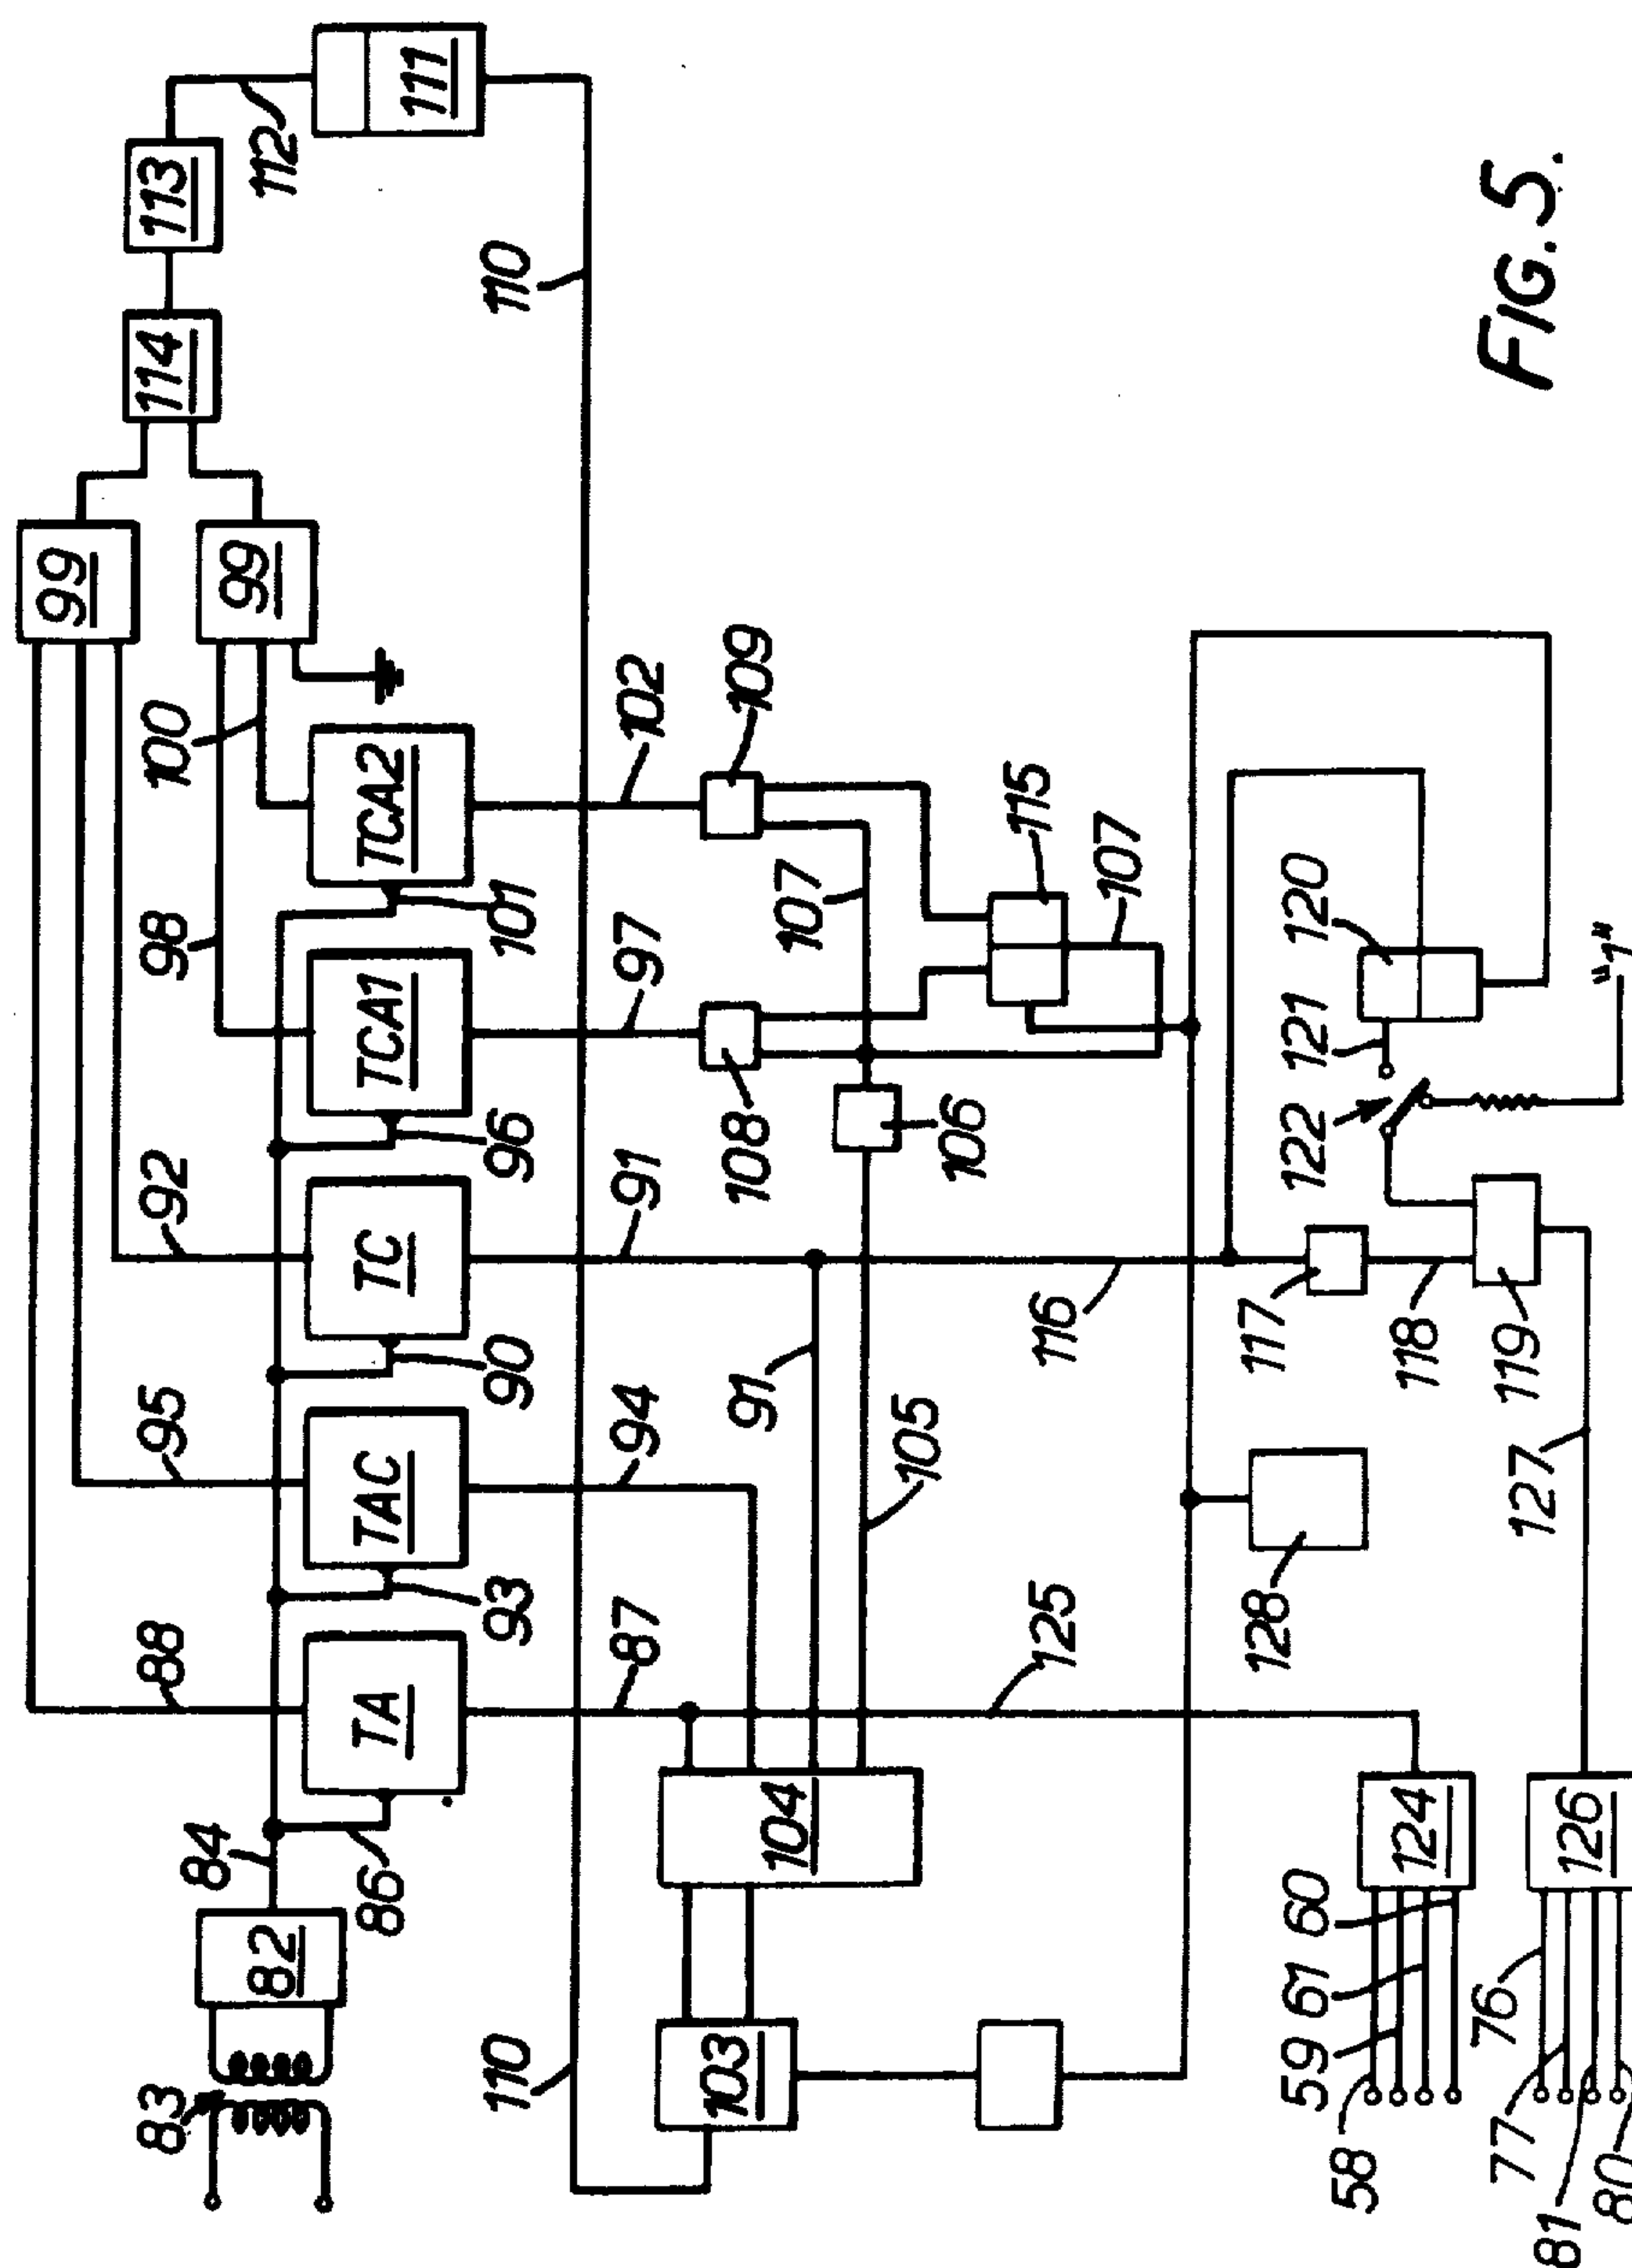 99
83 88 95 92 98 100 114 113
84
82 99 112
86 TA TAC TC TCA1 TCA2 111
110 93 90 96 101 110
87 94 91 97 102
103 104 91 108 109
107
105 106
125 116 115
107
128 117
59 61 60 122 121 120
58 124 118
76 127 119 FIG. 5.
77
81 126
80 "1"